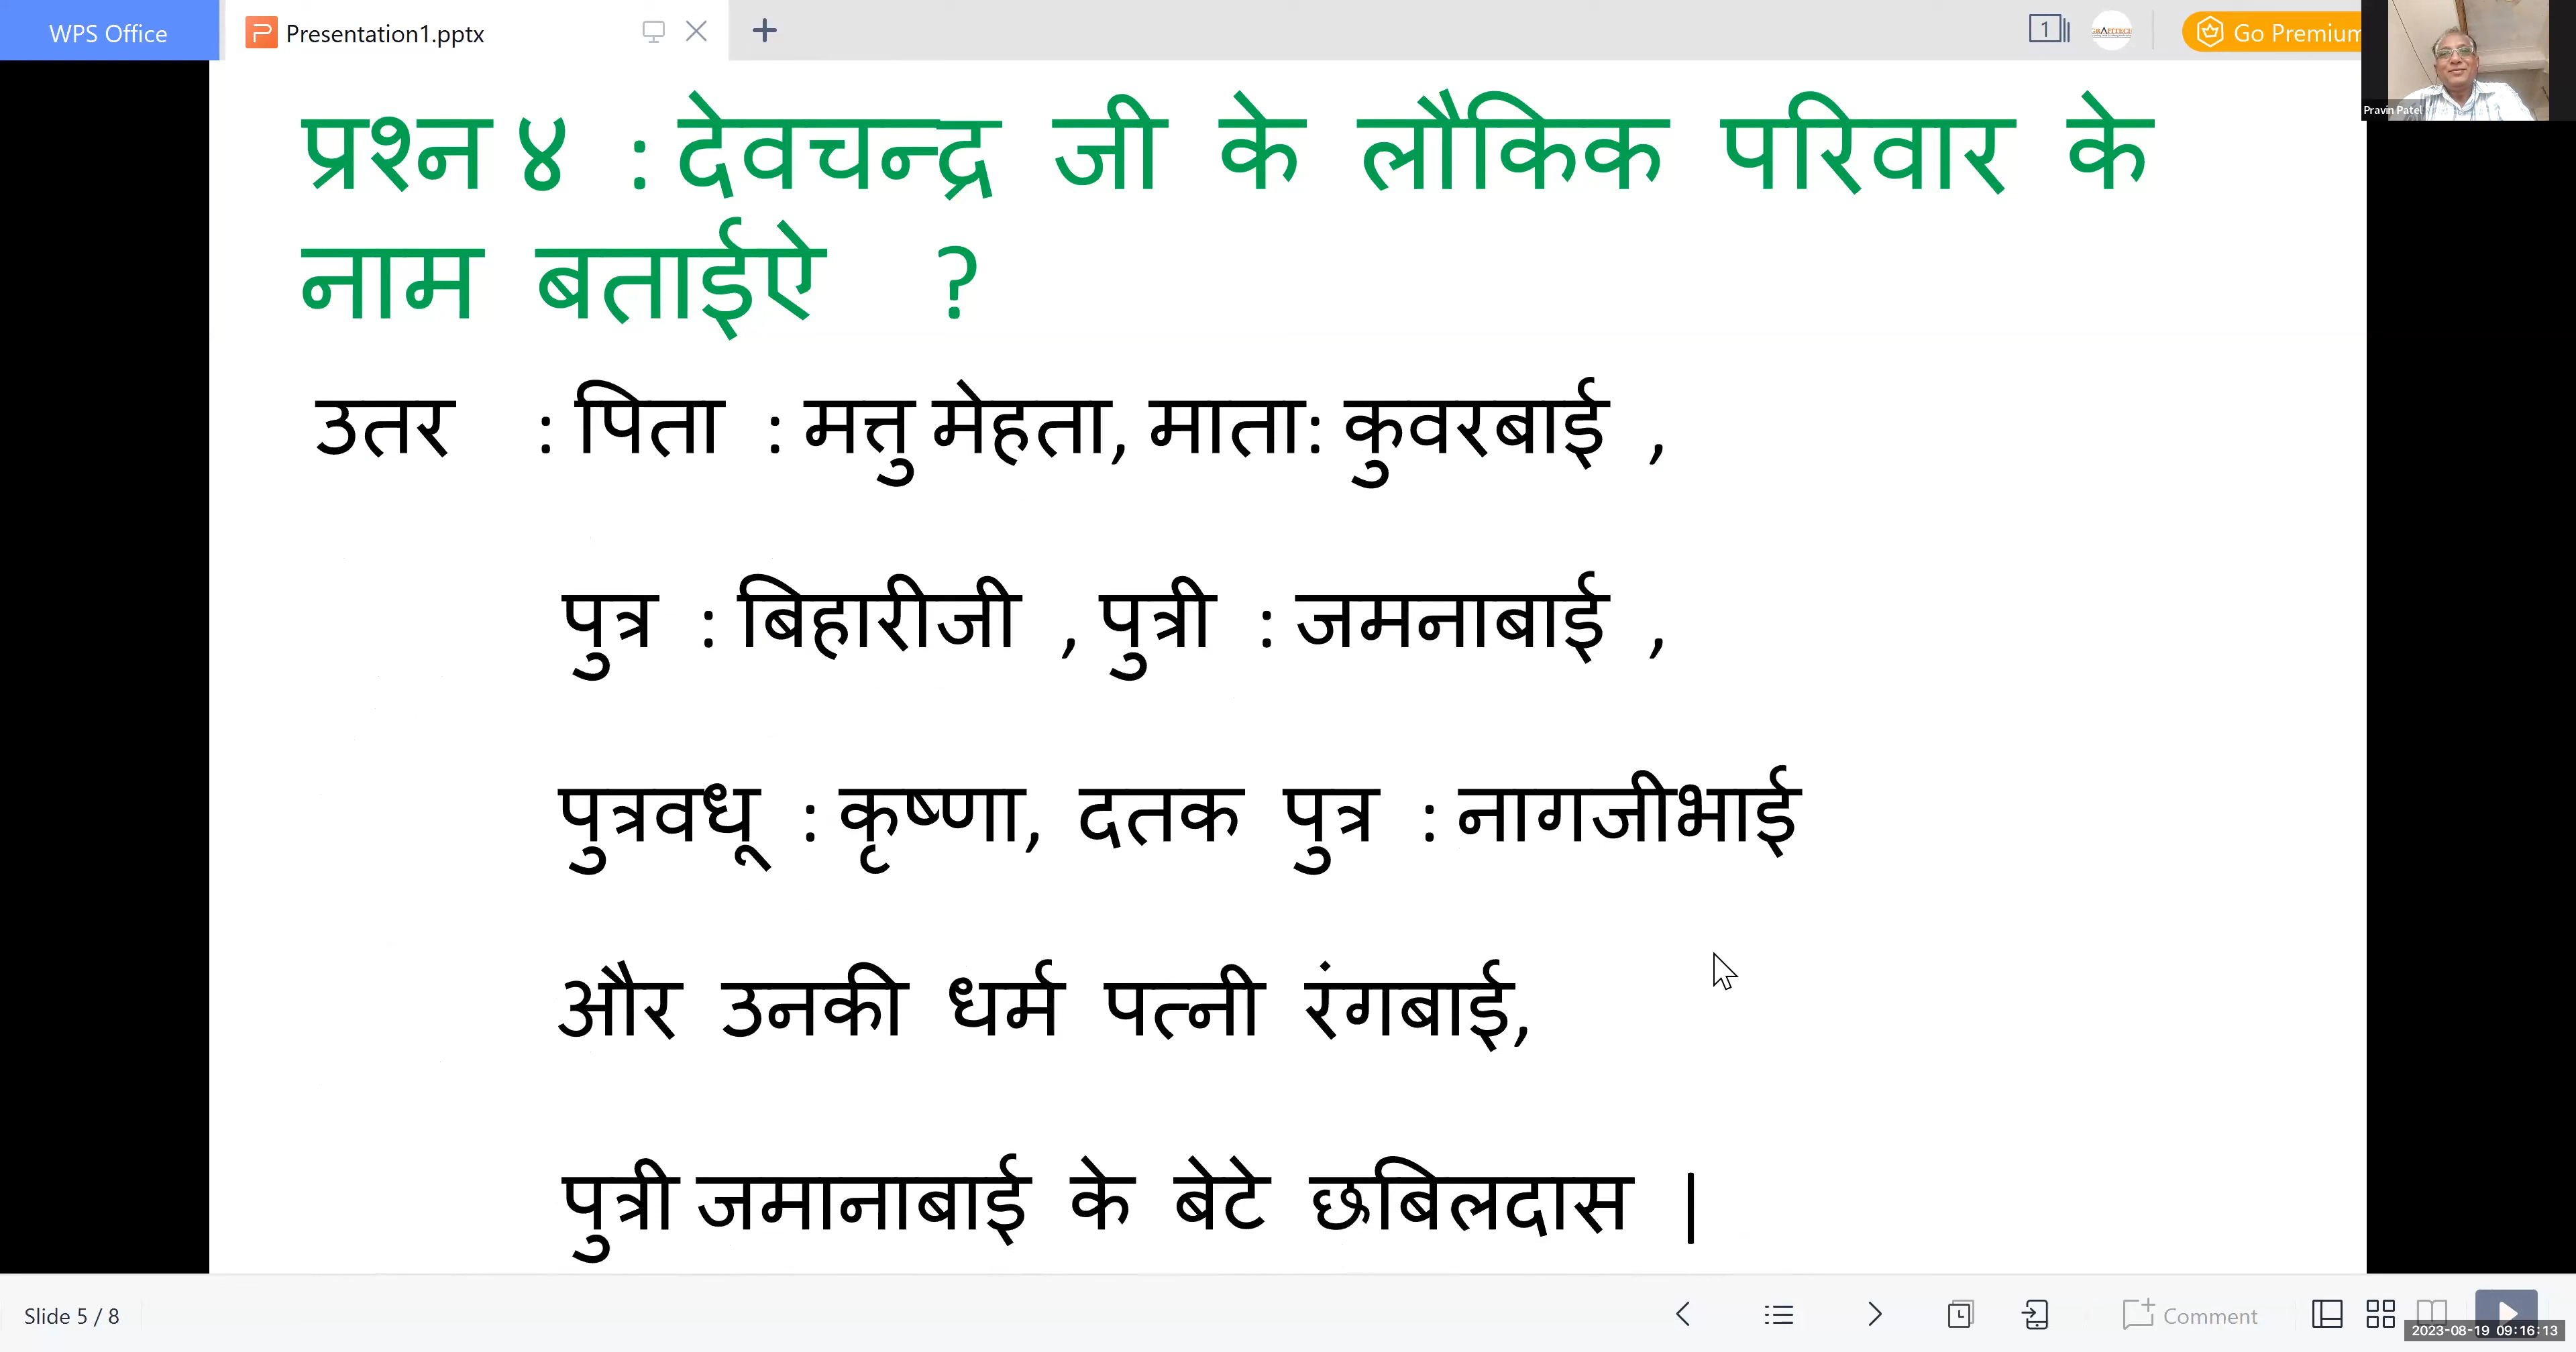 WPS Office
Presentation1.pptx
1
Go Premium
Pravin Patel
प्रश्न ४ : देवचन्द्र जी के लौकिक परिवार के
नाम बताईऐ ?
उतर : पिता : मत्तु मेहता, माता: कुवरबाई ,
पुत्र : बिहारीजी , पुत्री : जमनाबाई ,
पुत्रवधू : कृष्णा, दतक पुत्र : नागजीभाई
और उनकी धर्म पत्नी रंगबाई,
पुत्री जमानाबाई के बेटे छबिलदास |
Slide 5 / 8
Comment
2023-08-19 09:16:13